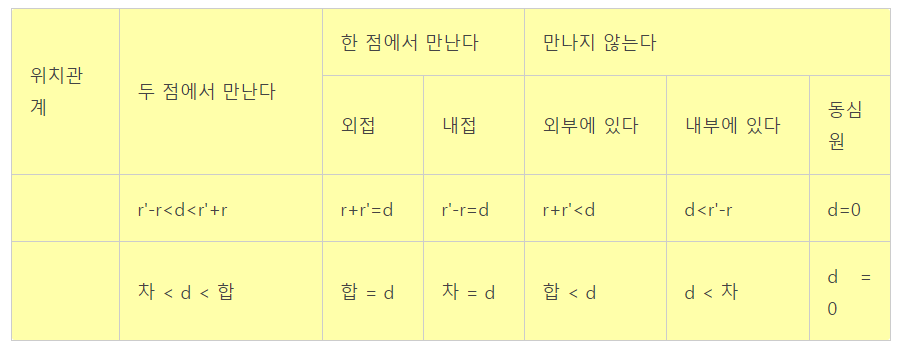 한 점에서 만난다
만나지 않는다
위치관
계
두 점에서 만난다
외접
내접
외부에 있다
내부에 있다
동심
원
r'-r<d<r'+r
r+r'=d
r'-r=d
r+r'<d
d<r'-r
d=0
차 < d < 합
합 = d
차 = d
합 < d
d < 차
d =
0